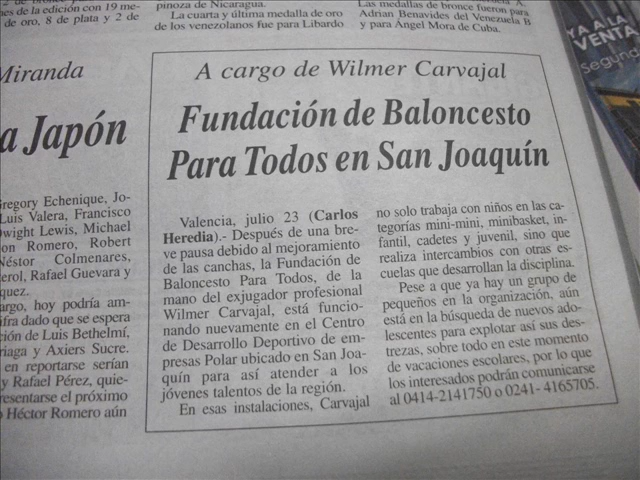 pinoza de Nicaragua.
La cuarta y última medalla de oro
de los venezolanos fue para Libardo
Las medallas de bronce fueron para
Adrian Benavides del Venezuela B
y para Ángel Mora de Cuba.
nes de la edición con 19 me-
de oro, 8 de plata y 2 de
Miranda
a Japón
Gregory Echenique, Jo-
Luis Valera, Francisco
Dwight Lewis, Michael
on Romero, Robert
Néstor Colmenares,
erol, Rafael Guevara y
quez.
argo, hoy podría am-
ifra dado que se espera
ión de Luis Bethelmí,
riaga y Axiers Sucre.
en reportarse serían
y Rafael Pérez, quie-
esentarse el próximo
o Héctor Romero aún
A cargo de Wilmer Carvajal
Fundación de Baloncesto
Para Todos en San Joaquín
Valencia, julio 23 (Carlos
Heredia).- Después de una bre-
ve pausa debido al mejoramiento
de las canchas, la Fundación de
Baloncesto Para Todos, de la
mano del exjugador profesional
Wilmer Carvajal, está funcio-
nando nuevamente en el Centro
de Desarrollo Deportivo de em-
presas Polar ubicado en San Joa-
quín para así atender a los
jóvenes talentos de la región.
En esas instalaciones, Carvajal
no solo trabaja con niños en las ca-
tegorías mini-mini, minibasket, in-
fantil, cadetes y juvenil, sino que
realiza intercambios con otras es-
cuelas que desarrollan la disciplina.
Pese a que ya hay un grupo de
pequeños en la organización, aún
está en la búsqueda de nuevos ado-
lescentes para explotar así sus des-
trezas, sobre todo en este momento
de vacaciones escolares, por lo que
los interesados podrán comunicarse
al 0414-2141750 o 0241- 4165705.
YA A LA
VENTA
Segund